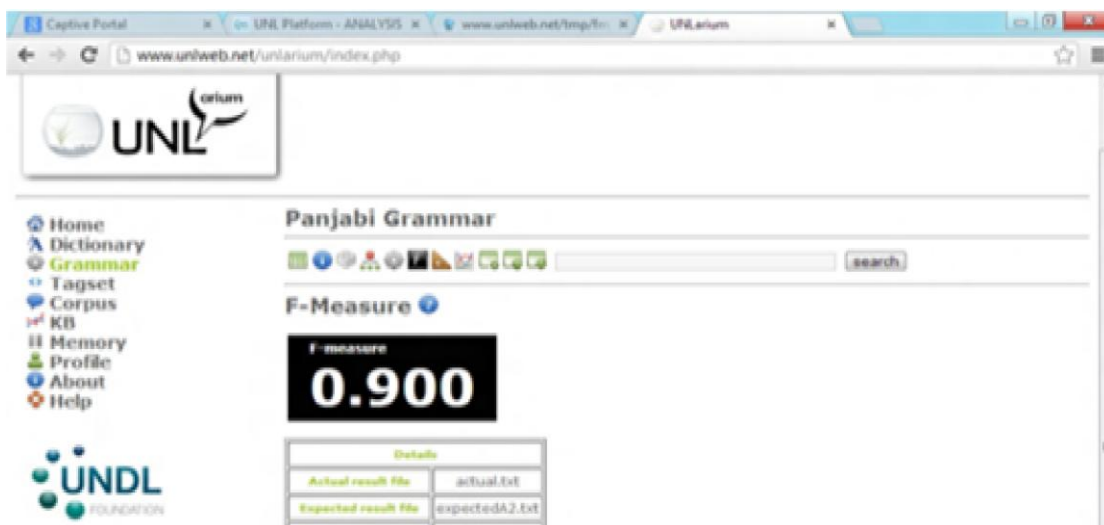 Captive Portal
UNL Platform - ANALYSIS
www.unlweb.net/tmp/
UNLarium
www.unlweb.net/unlarium/index.php
UNL
arium
Home
Dictionary
Grammar
Tagset
Corpus
KB
Memory
Profile
About
Help
UNDL
FOUNDATION
Panjabi Grammar
search
F-Measure
F-measure
0.900
Details
Actual result file actual.txt
Expected result file expectedA2.txt